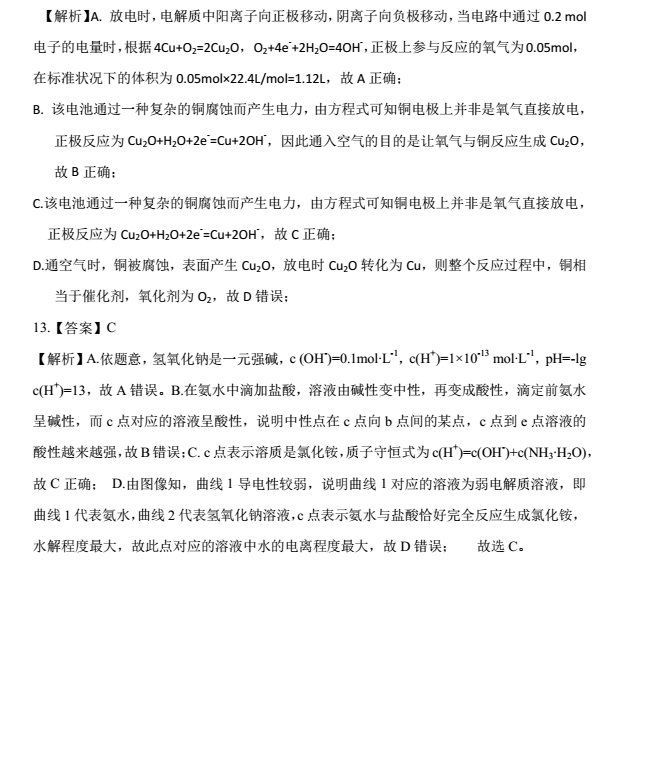 【解析】A. 放电时，电解质中阳离子向正极移动，阴离子向负极移动，当电路中通过 0.2 mol
电子的电量时，根据 4Cu+O₂=2Cu₂O，O₂+4e⁻+2H₂O=4OH⁻，正极上参与反应的氧气为 0.05mol，
在标准状况下的体积为 0.05mol×22.4L/mol=1.12L，故 A 正确；
B. 该电池通过一种复杂的铜腐蚀而产生电力，由方程式可知铜电极上并非是氧气直接放电，
正极反应为 Cu₂O+H₂O+2e⁻=Cu+2OH⁻，因此通入空气的目的是让氧气与铜反应生成 Cu₂O，
故 B 正确；
C.该电池通过一种复杂的铜腐蚀而产生电力，由方程式可知铜电极上并非是氧气直接放电，
正极反应为 Cu₂O+H₂O+2e⁻=Cu+2OH⁻，故 C 正确；
D.通空气时，铜被腐蚀，表面产生 Cu₂O，放电时 Cu₂O 转化为 Cu，则整个反应过程中，铜相
当于催化剂，氧化剂为 O₂，故 D 错误；
13.【答案】C
【解析】A.依题意，氢氧化钠是一元强碱，c (OH⁻)=0.1mol·L⁻¹，c(H⁺)=1×10⁻¹³ mol·L⁻¹，pH=-lg
c(H⁺)=13，故 A 错误。B.在氨水中滴加盐酸，溶液由碱性变中性，再变成酸性，滴定前氨水
呈碱性，而 c 点对应的溶液呈酸性，说明中性点在 c 点向 b 点间的某点，c 点到 e 点溶液的
酸性越来越强，故 B 错误；C. c 点表示溶质是氯化铵，质子守恒式为 c(H⁺)=c(OH⁻)+c(NH₃·H₂O)，
故 C 正确； D.由图像知，曲线 1 导电性较弱，说明曲线 1 对应的溶液为弱电解质溶液，即
曲线 1 代表氨水，曲线 2 代表氢氧化钠溶液，c 点表示氨水与盐酸恰好完全反应生成氯化铵，
水解程度最大，故此点对应的溶液中水的电离程度最大，故 D 错误； 故选 C。